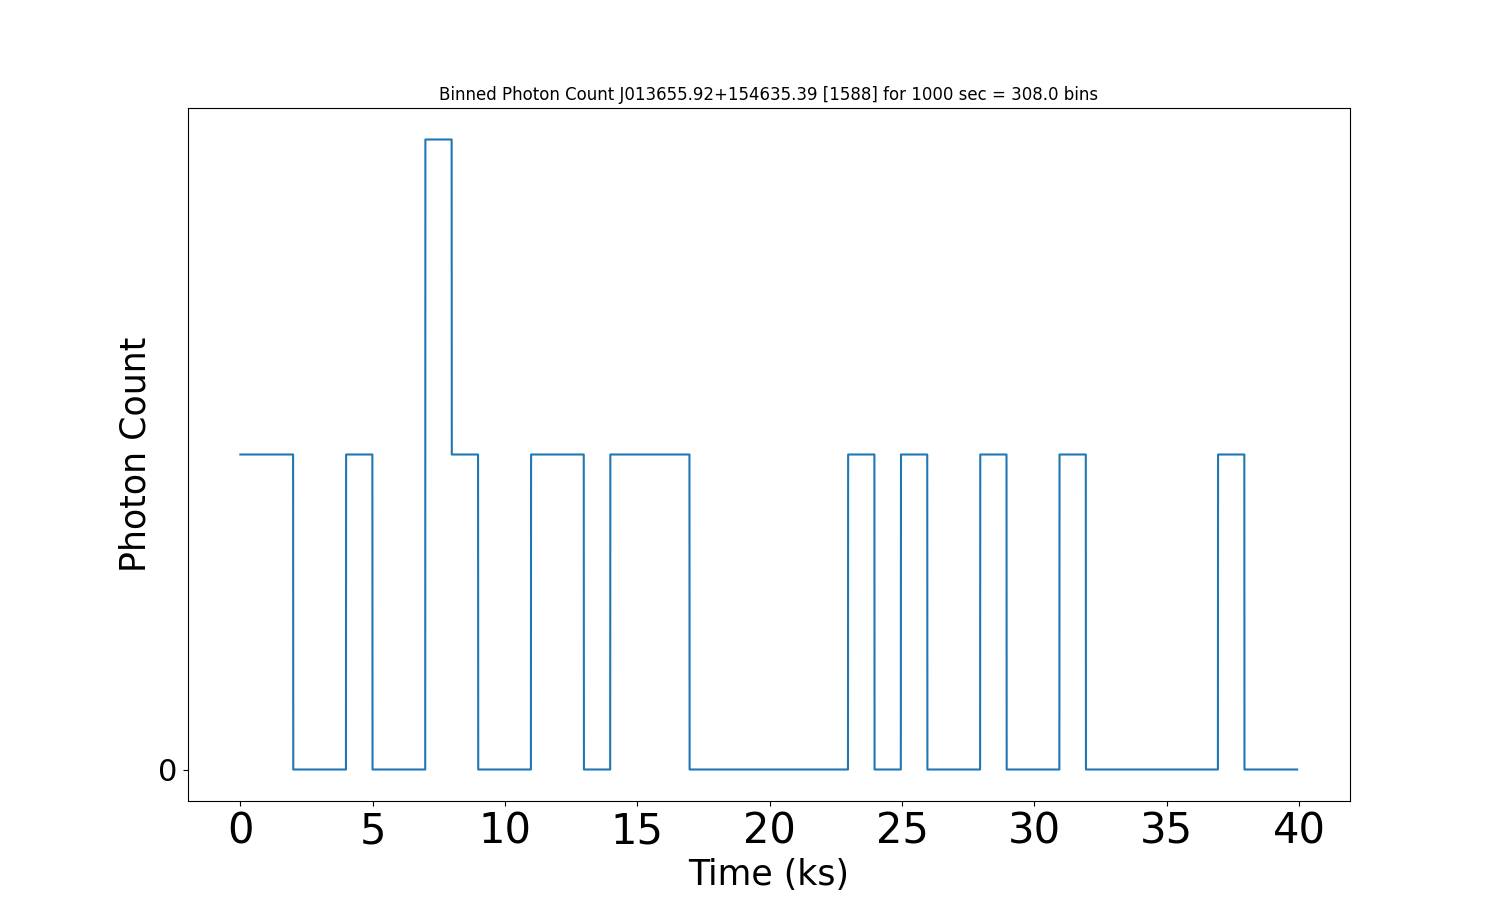 Binned Photon Count J013655.92+154635.39 [1588] for 1000 sec = 308.0 bins
Photon Count
0
0 5 10 15 20 25 30 35 40
Time (ks)